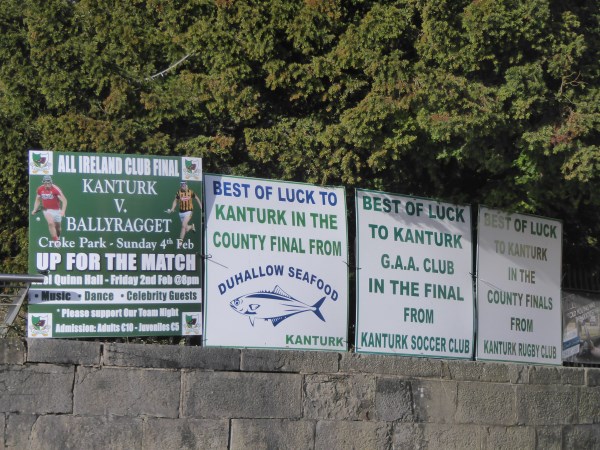 ALL IRELAND CLUB FINAL
KANTURK
V.
BALLYRAGGET
Croke Park - Sunday 4th Feb
UP FOR THE MATCH
Quinn Hall - Friday 2nd Feb @8pm
Music - Dance - Celebrity Guests
Please support Our Team Night
Admission: Adults €10 - Juveniles €5
BEST OF LUCK TO
KANTURK IN THE
COUNTY FINAL FROM
DUHALLOW SEAFOOD
KANTURK
BEST OF LUCK
TO KANTURK
G.A.A. CLUB
IN THE FINAL
FROM
KANTURK SOCCER CLUB
BEST OF LUCK
TO KANTURK
IN THE
COUNTY FINALS
FROM
KANTURK RUGBY CLUB